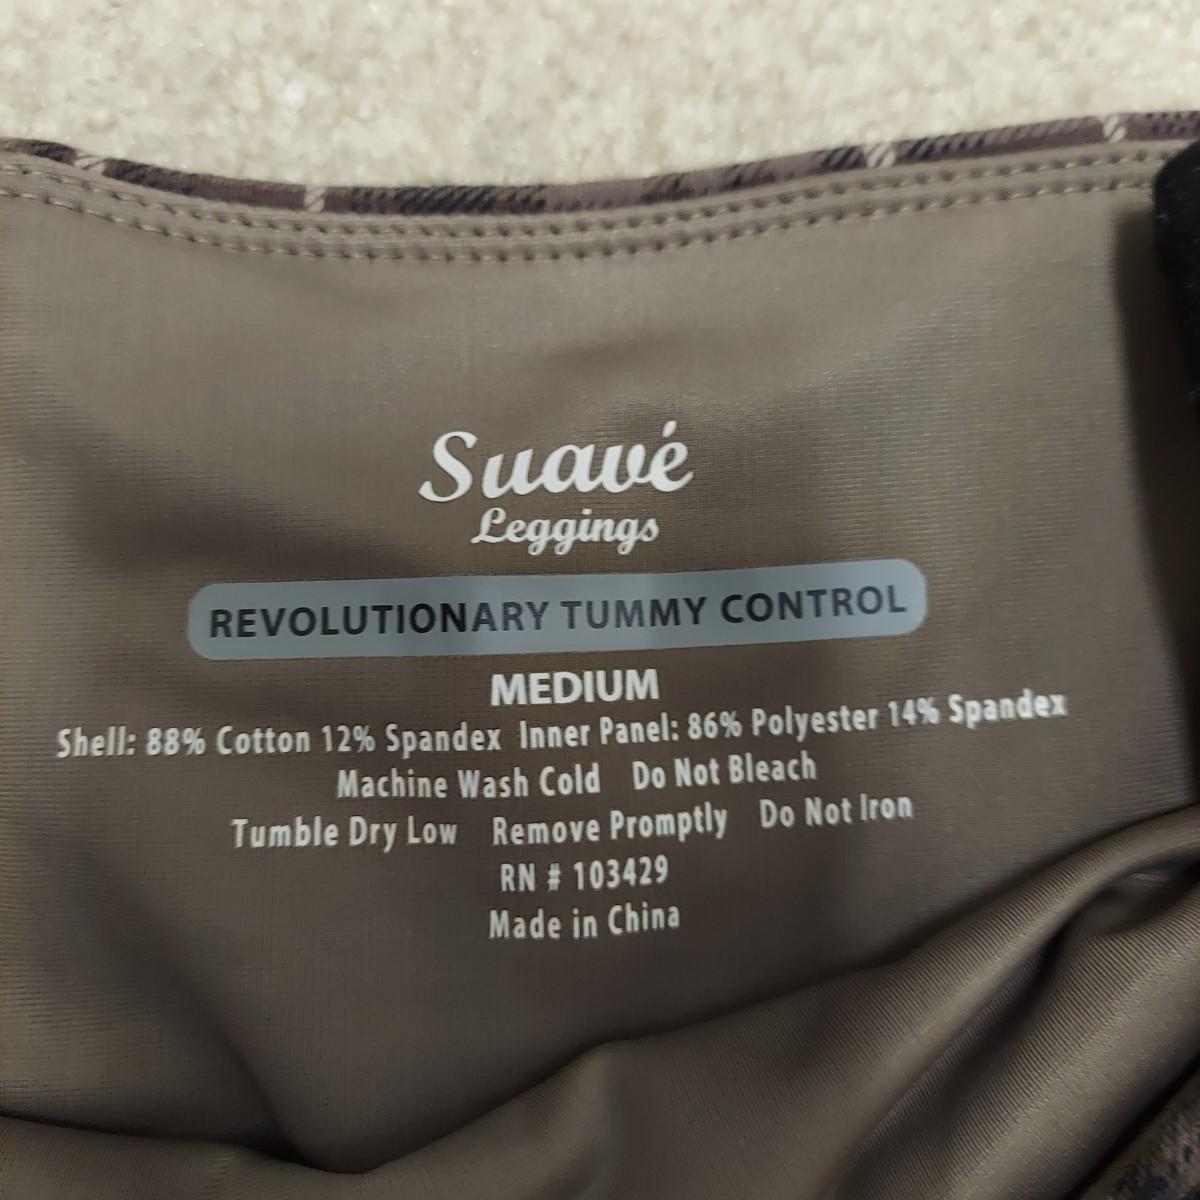 Suavé
Leggings
REVOLUTIONARY TUMMY CONTROL
MEDIUM
Shell: 88% Cotton 12% Spandex Inner Panel: 86% Polyester 14% Spandex
Machine Wash Cold Do Not Bleach
Tumble Dry Low Remove Promptly Do Not Iron
RN # 103429
Made in China